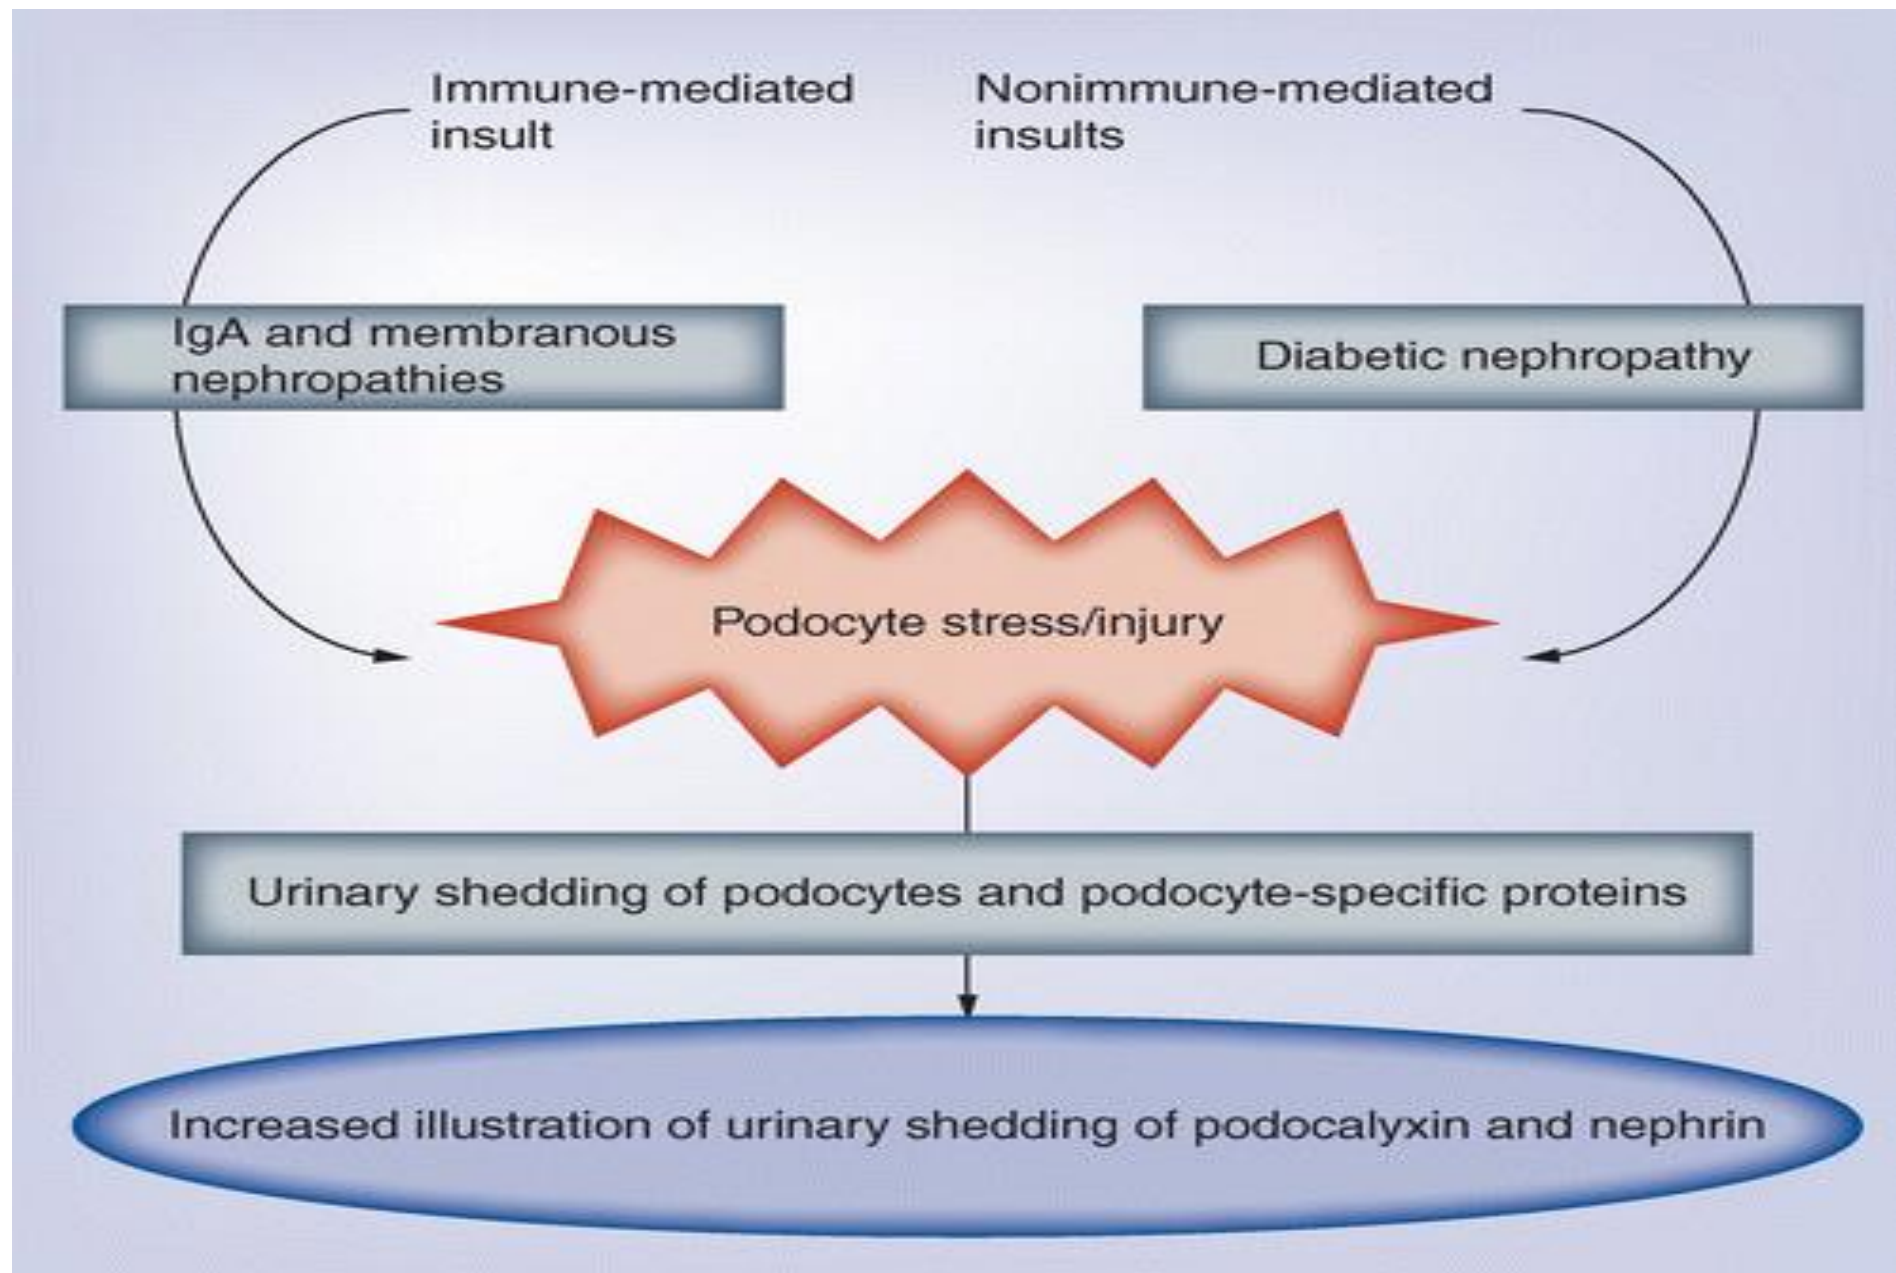 Immune-mediated
insult
Nonimmune-mediated
insults
IgA and membranous
nephropathies
Diabetic nephropathy
Podocyte stress/injury
Urinary shedding of podocytes and podocyte-specific proteins
Increased illustration of urinary shedding of podocalyxin and nephrin